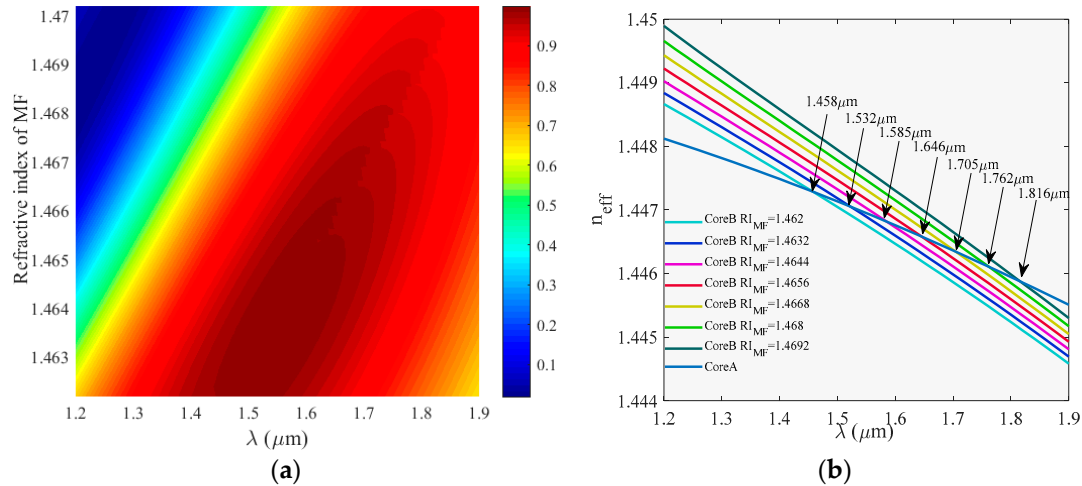 1.47
1.469
1.468
1.467
1.466
1.465
1.464
1.463
Refractive index of MF
1.2
1.3
1.4
1.5
1.6
1.7
1.8
1.9
λ (μm)
0.9
0.8
0.7
0.6
0.5
0.4
0.3
0.2
0.1
(a)
1.45
1.449
1.448
1.447
1.446
1.445
1.444
n_eff
1.458μm
1.532μm
1.585μm
1.646μm
1.705μm
1.762μm
1.816μm
CoreB RI_MF=1.462
CoreB RI_MF=1.4632
CoreB RI_MF=1.4644
CoreB RI_MF=1.4656
CoreB RI_MF=1.4668
CoreB RI_MF=1.468
CoreB RI_MF=1.4692
CoreA
1.2
1.3
1.4
1.5
1.6
1.7
1.8
1.9
λ (μm)
(b)